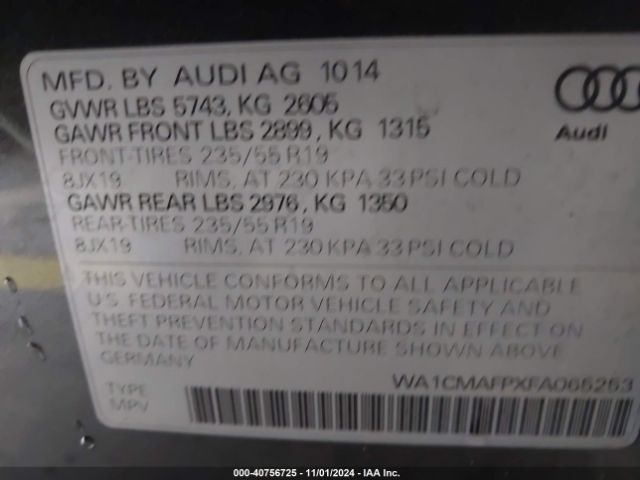 MFD. BY AUDI AG 1014
GVWR LBS 5743, KG 2605
GAWR FRONT LBS 2899, KG 1315
FRONT-TIRES 235/55 R19
8JX19 RIMS, AT 230 KPA 33 PSI COLD
GAWR REAR LBS 2976, KG 1350
REAR-TIRES 235/55 R19
8JX19 RIMS, AT 230 KPA 33 PSI COLD
Audi
THIS VEHICLE CONFORMS TO ALL APPLICABLE
U.S. FEDERAL MOTOR VEHICLE SAFETY AND
THEFT PREVENTION STANDARDS IN EFFECT ON
THE DATE OF MANUFACTURE SHOWN ABOVE
GERMANY
WA1CMAFPXFA065253
TYPE
MPV
000-40756725 - 11/01/2024 - IAA Inc.